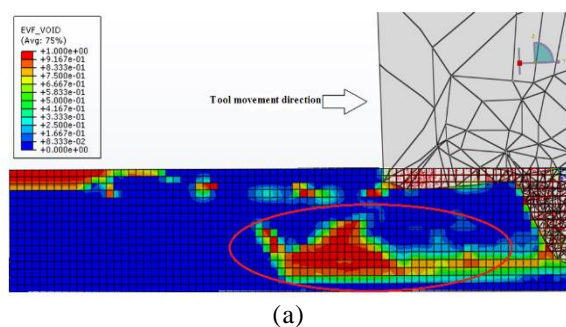 EVF_VOID
(Avg: 75%)
+1.000e+00
+9.167e-01
+8.333e-01
+7.500e-01
+6.667e-01
+5.833e-01
+5.000e-01
+4.167e-01
+3.333e-01
+2.500e-01
+1.667e-01
+8.333e-02
+0.000e+00
Tool movement direction
(a)